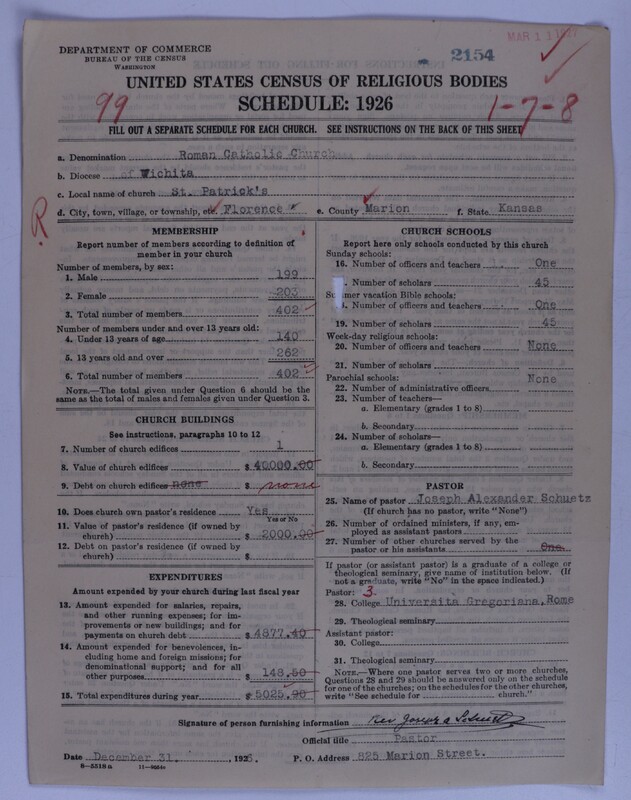 MAR 11 1927
DEPARTMENT OF COMMERCE
BUREAU OF THE CENSUS
WASHINGTON
2154
UNITED STATES CENSUS OF RELIGIOUS BODIES
SCHEDULE: 1926
99
1-7-8
FILL OUT A SEPARATE SCHEDULE FOR EACH CHURCH. SEE INSTRUCTIONS ON THE BACK OF THIS SHEET
a. Denomination Roman Catholic Church
b. Diocese of Wichita
c. Local name of church St. Patrick's
d. City, town, village, or township, etc. Florence e. County Marion f. State Kansas
R
MEMBERSHIP
Report number of members according to definition of
member in your church
Number of members, by sex:
1. Male 199
2. Female 203
3. Total number of members 402
Number of members under and over 13 years old:
4. Under 13 years of age 140
5. 13 years old and over 262
6. Total number of members 402
NOTE.—The total given under Question 6 should be
same as the total of males and females given under Question 3.
CHURCH BUILDINGS
See instructions, paragraphs 10 to 12
7. Number of church edifices 1
8. Value of church edifices $ 40000.00
9. Debt on church edifices none $ none
10. Does church own pastor's residence Yes
Yes or No
11. Value of pastor's residence (if owned by
church) $ 2000.00
12. Debt on pastor's residence (if owned by
church) $
EXPENDITURES
Amount expended by your church during last fiscal year
13. Amount expended for salaries, repairs,
and other running expenses; for im-
provements or new buildings; and for
payments on church debt $ 4877.40
14. Amount expended for benevolences, in-
cluding home and foreign missions; for
denominational support; and for all
other purposes $ 148.50
15. Total expenditures during year $ 5025.90
CHURCH SCHOOLS
Report here only schools conducted by this church
Sunday schools:
16. Number of officers and teachers One
. Number of scholars 45
Summer vacation Bible schools:
. Number of officers and teachers One
19. Number of scholars 45
Week-day religious schools:
20. Number of officers and teachers None
21. Number of scholars
Parochial schools: None
22. Number of administrative officers
23. Number of teachers—
a. Elementary (grades 1 to 8)
b. Secondary
24. Number of scholars—
a. Elementary (grades 1 to 8)
b. Secondary
PASTOR
25. Name of pastor Joseph Alexander Schuetz
(If church has no pastor, write "None")
26. Number of ordained ministers, if any, em-
ployed as assistant pastors
27. Number of other churches served by the
pastor or his assistants One
If pastor (or assistant pastor) is a graduate of a college or
theological seminary, give name of institution below. (If
not a graduate, write "No" in the space indicated.)
Pastor: 3.
28. College Universita Gregoriana, Rome
29. Theological seminary
Assistant pastor:
30. College
31. Theological seminary
NOTE.—Where one pastor serves two or more churches,
Questions 28 and 29 should be answered only on the schedule
for one of the churches; on the schedules for the other churches,
write "See schedule for church."
Signature of person furnishing information Rev Joseph A Schuetz
Official title Pastor
Date December 31, 1926. P. O. Address 825 Marion Street.
8—5518a 11—9354a